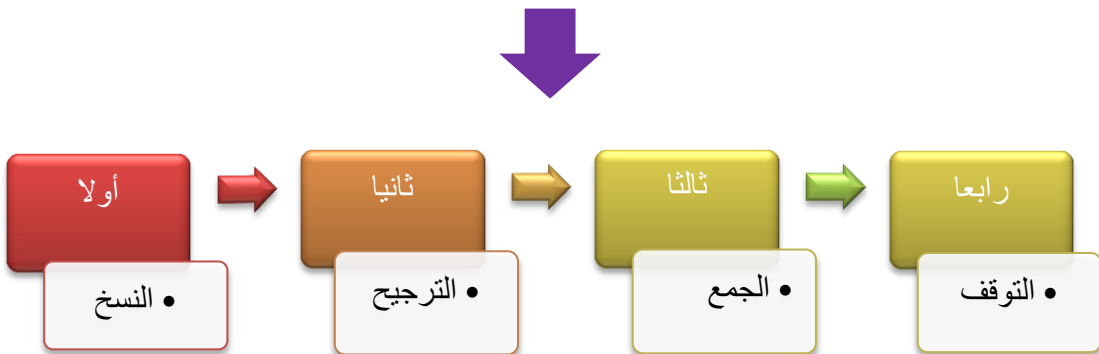 أولا
• النسخ
ثانيا
• الترجيح
ثالثا
• الجمع
رابعا
• التوقف